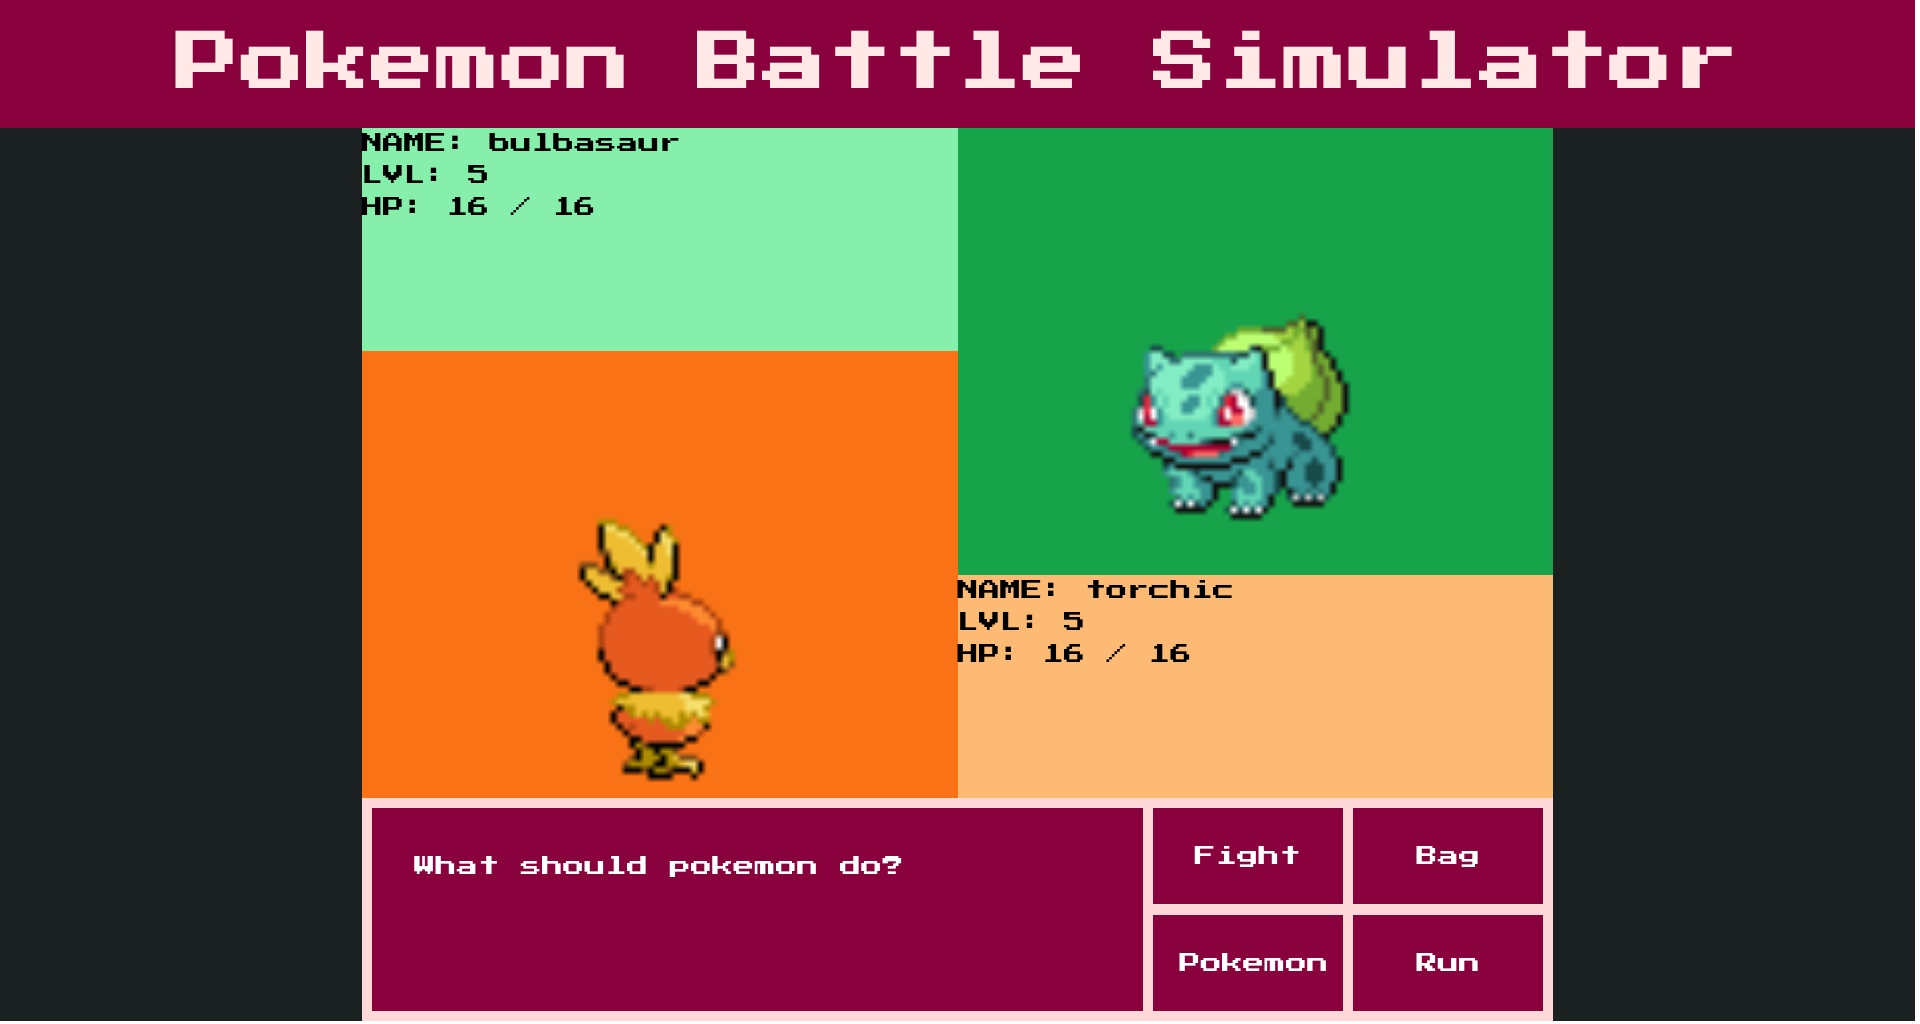 Pokemon Battle Simulator
NAME: bulbasaur
LVL: 5
HP: 16 / 16
NAME: torchic
LVL: 5
HP: 16 / 16
What should pokemon do?
Fight
Bag
Pokemon
Run